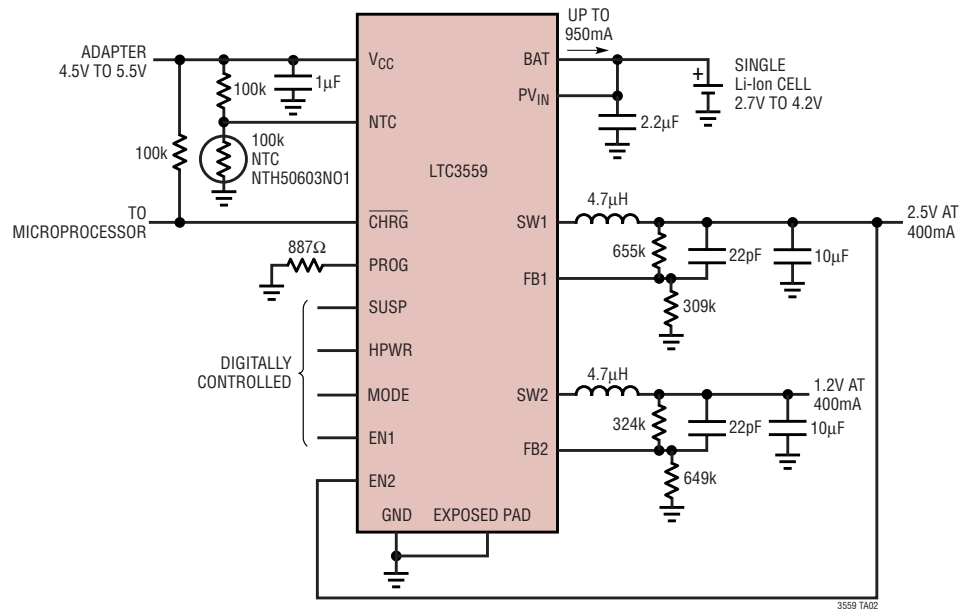 UP TO
950mA
ADAPTER
4.5V TO 5.5V
100k
1µF
100k
100k
NTC
NTH50603NO1
TO
MICROPROCESSOR
887Ω
DIGITALLY
CONTROLLED
VCC
NTC
CHRG
PROG
SUSP
HPWR
MODE
EN1
EN2
LTC3559
GND
EXPOSED PAD
BAT
PVIN
SW1
FB1
SW2
FB2
2.2µF
+
SINGLE
Li-Ion CELL
2.7V TO 4.2V
4.7µH
655k
22pF
10µF
309k
2.5V AT
400mA
4.7µH
324k
22pF
10µF
649k
1.2V AT
400mA
3559 TA02